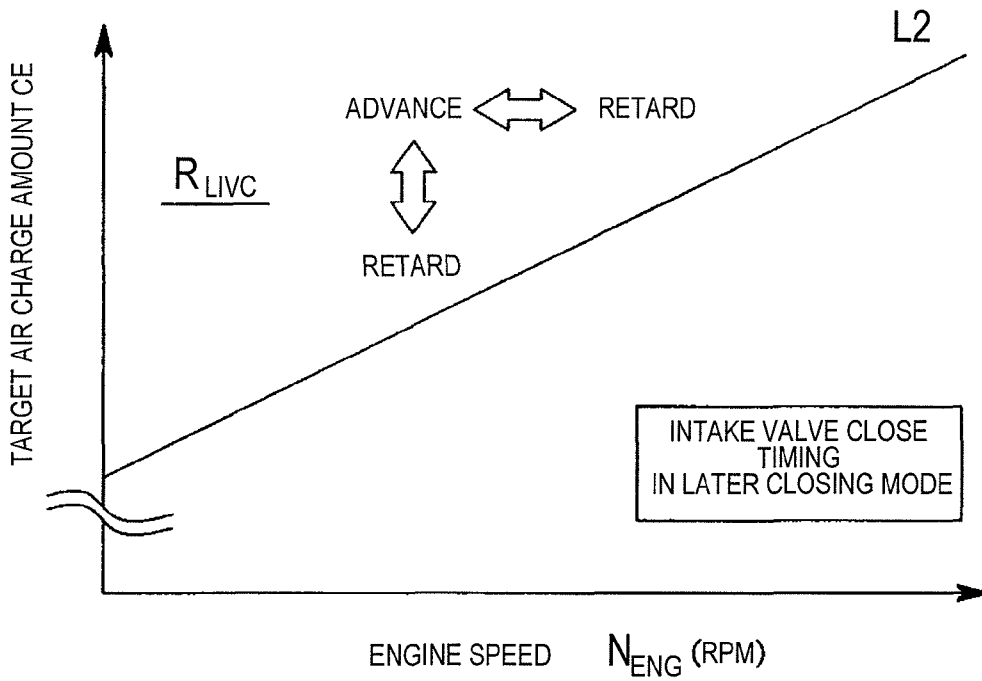 TARGET AIR CHARGE AMOUNT CE
L2
ADVANCE RETARD
R LIVC
RETARD
INTAKE VALVE CLOSE
TIMING
IN LATER CLOSING MODE
ENGINE SPEED NENG (RPM)